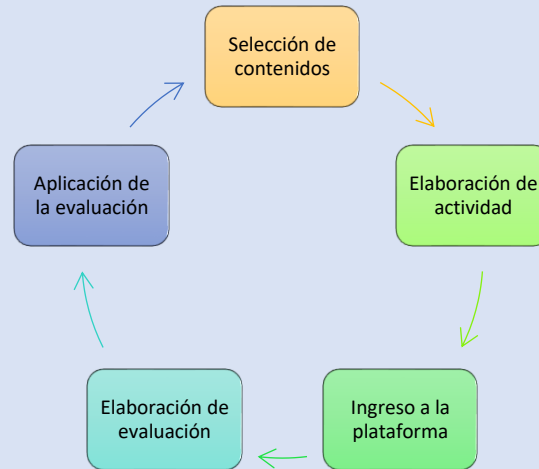 Selección de
contenidos
Elaboración de
actividad
Ingreso a la
plataforma
Elaboración de
evaluación
Aplicación de
la evaluación